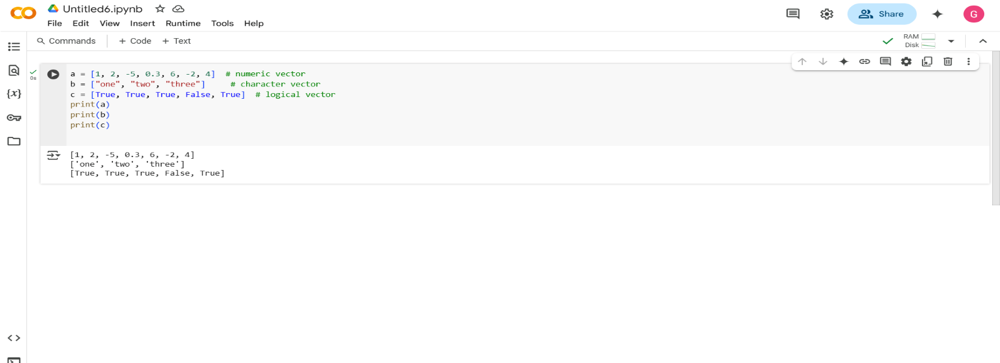 Untitled6.ipynb
File Edit View Insert Runtime Tools Help
Share
G
Commands + Code + Text
RAM
Disk
{x}
0s
a = [1, 2, -5, 0.3, 6, -2, 4]  # numeric vector
b = ["one", "two", "three"]     # character vector
c = [True, True, True, False, True]  # logical vector
print(a)
print(b)
print(c)
[1, 2, -5, 0.3, 6, -2, 4]
['one', 'two', 'three']
[True, True, True, False, True]